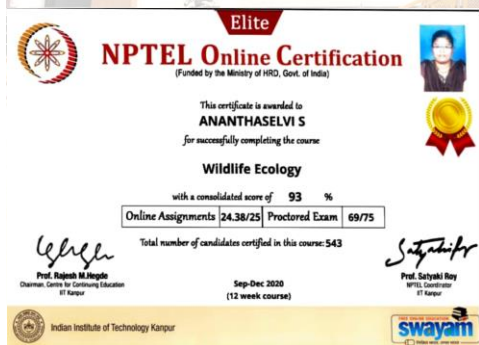 Elite
NPTEL Online Certification
(Funded by the Ministry of HRD, Govt. of India)
This certificate is awarded to
ANANTHASELVI S
for successfully completing the course
Wildlife Ecology
with a consolidated score of 93 %
Online Assignments 24.38/25 Proctored Exam 69/75
Total number of candidates certified in this course: 543
Prof. Rajesh M.Hegde
Chairman, Centre for Continuing Education
IIT Kanpur
Sep-Dec 2020
(12 week course)
Prof. Satyaki Roy
NPTEL Coordinator
IIT Kanpur
Indian Institute of Technology Kanpur
FREE ONLINE EDUCATION
swayam